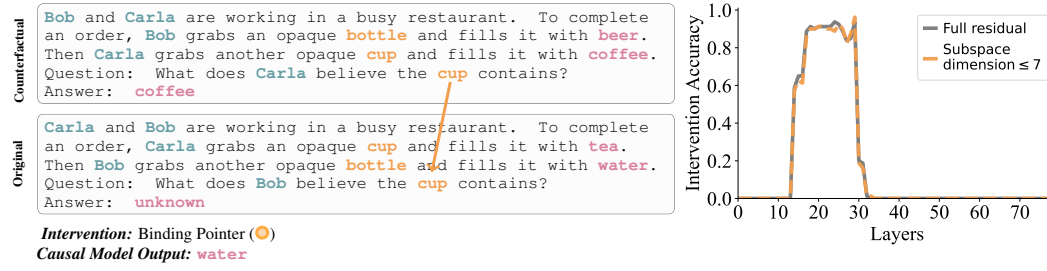 Counterfactual
Bob and Carla are working in a busy restaurant. To complete
an order, Bob grabs an opaque bottle and fills it with beer.
Then Carla grabs another opaque cup and fills it with coffee.
Question: What does Carla believe the cup contains?
Answer: coffee
Original
Carla and Bob are working in a busy restaurant. To complete
an order, Carla grabs an opaque cup and fills it with tea.
Then Bob grabs another opaque bottle and fills it with water.
Question: What does Bob believe the cup contains?
Answer: unknown
Intervention: Binding Pointer ( )
Causal Model Output: water
Intervention Accuracy
1.0
0.8
0.6
0.4
0.2
0.0
0 10 20 30 40 50 60 70
Layers
Full residual
Subspace
dimension ≤ 7